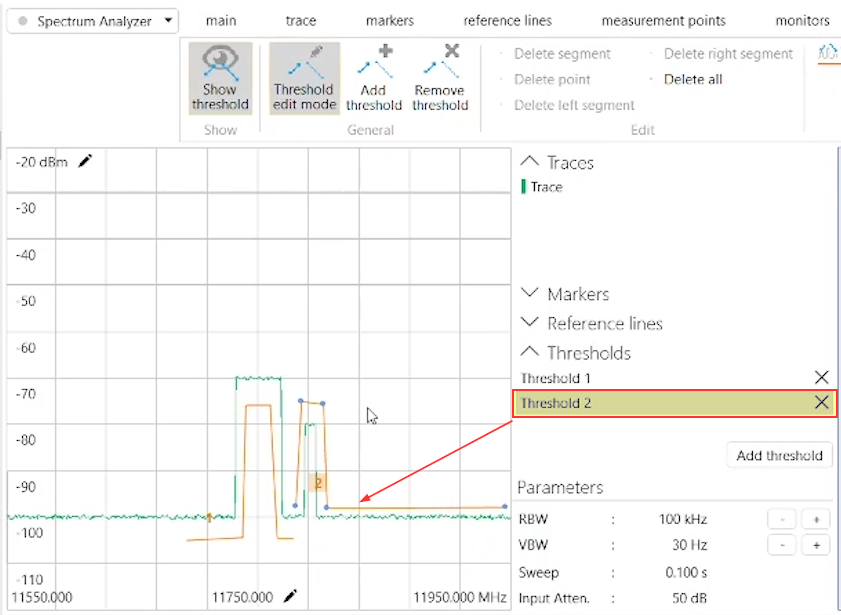 Spectrum Analyzer main trace markers reference lines measurement points monitors
Show threshold
Threshold edit mode
Add threshold
Remove threshold
Delete segment
Delete right segment
Delete point
Delete all
Delete left segment
Show General Edit
-20 dBm
-30
-40
-50
-60
-70
-80
-90
-100
-110
1
2
11550.000 11750.000 11950.000 MHz
Traces
Trace
Markers
Reference lines
Thresholds
Threshold 1
Threshold 2
Add threshold
Parameters
RBW : 100 kHz - +
VBW : 30 Hz - +
Sweep : 0.100 s
Input Atten. : 50 dB